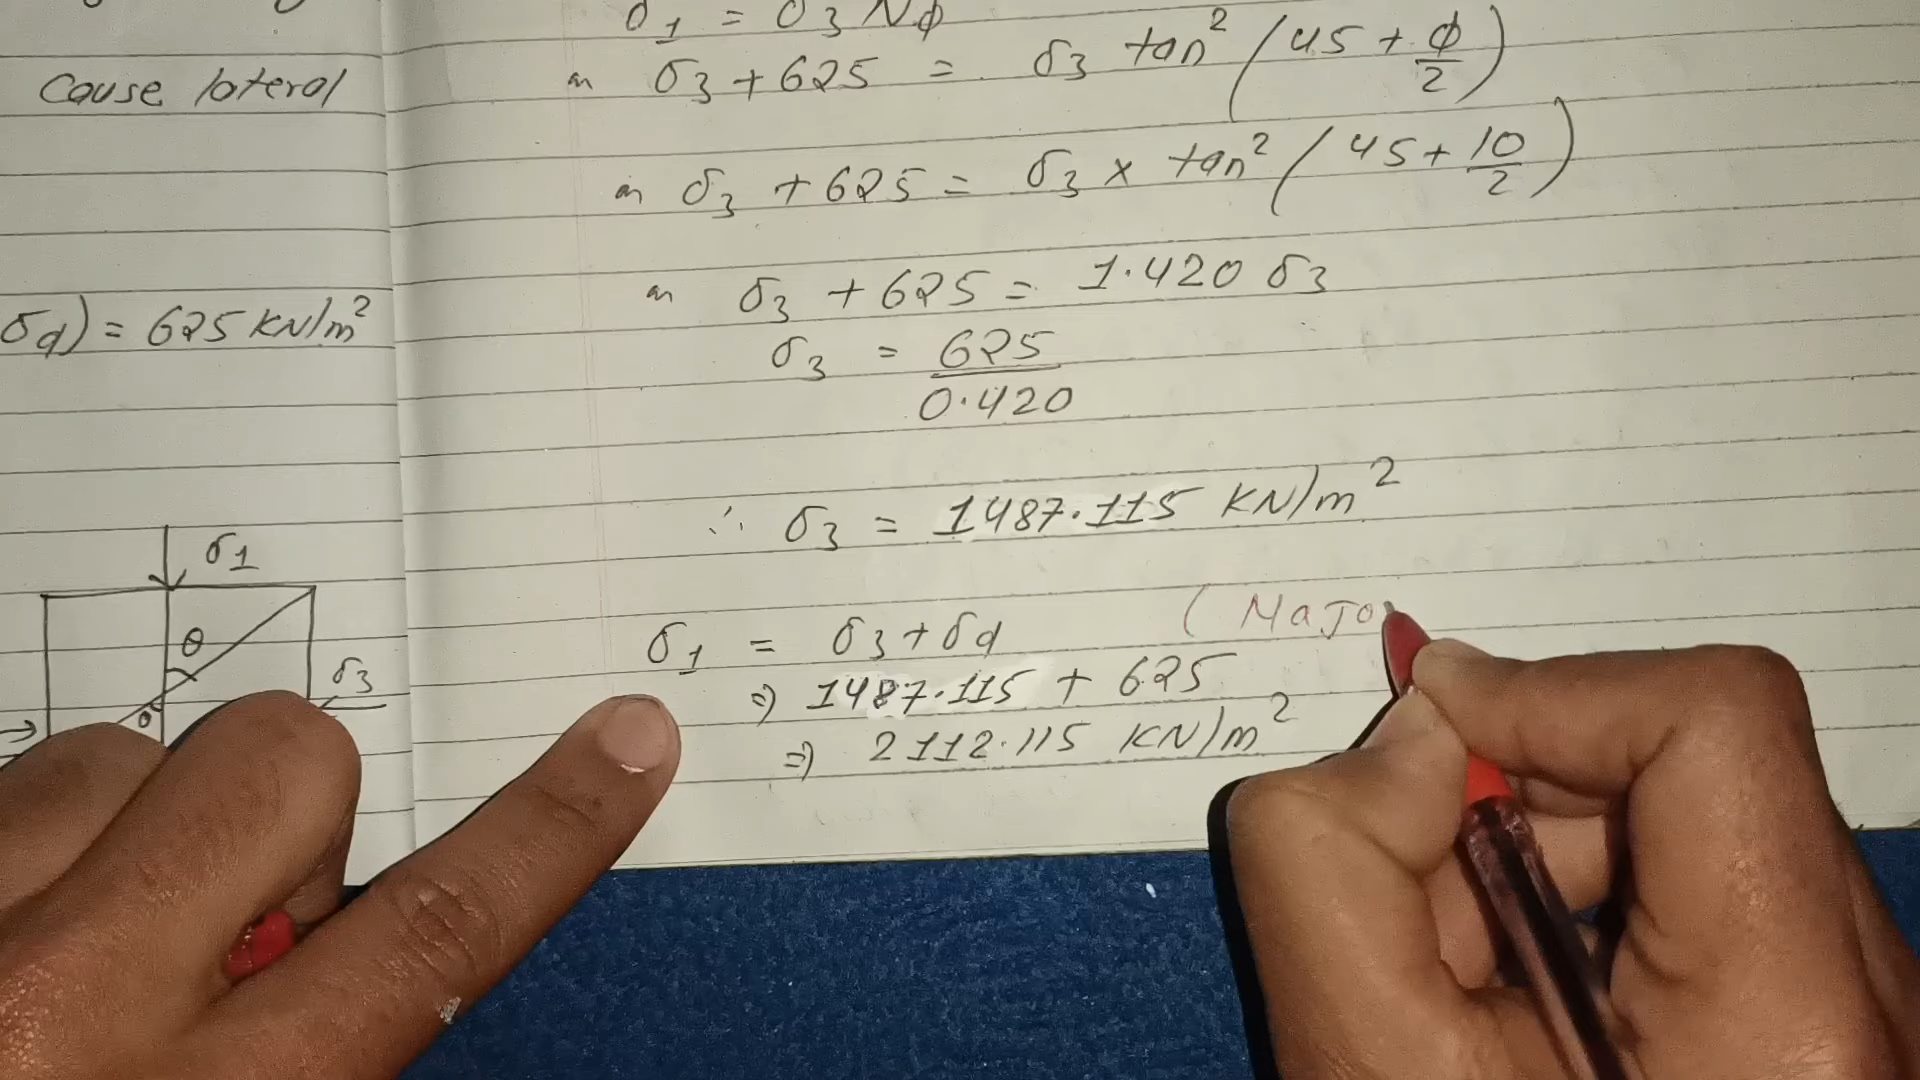 Cause lateral
σd) = 625 KN/m²
σ1
θ
σ3
θ
σ1 = σ3 Nφ
σ3 + 625 = σ3 tan² (45 + φ/2)
σ3 + 625 = σ3 × tan² (45 + 10/2)
σ3 + 625 = 1.420 σ3
σ3 = 625/0.420
∴ σ3 = 1487.115 KN/m²
σ1 = σ3 + σd (Majo
⇒ 1487.115 + 625
⇒ 2112.115 KN/m²